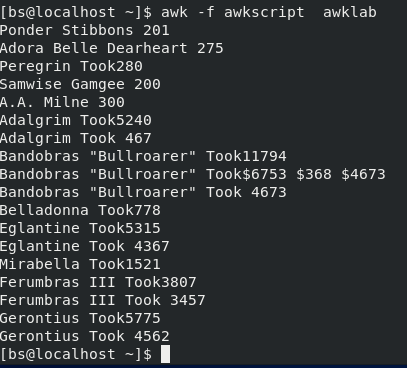 [bs@localhost ~]$ awk -f awkscript  awklab
Ponder Stibbons 201
Adora Belle Dearheart 275
Peregrin Took280
Samwise Gamgee 200
A.A. Milne 300
Adalgrim Took5240
Adalgrim Took 467
Bandobras "Bullroarer" Took11794
Bandobras "Bullroarer" Took$6753 $368 $4673
Bandobras "Bullroarer" Took 4673
Belladonna Took778
Eglantine Took5315
Eglantine Took 4367
Mirabella Took1521
Ferumbras III Took3807
Ferumbras III Took 3457
Gerontius Took5775
Gerontius Took 4562
[bs@localhost ~]$